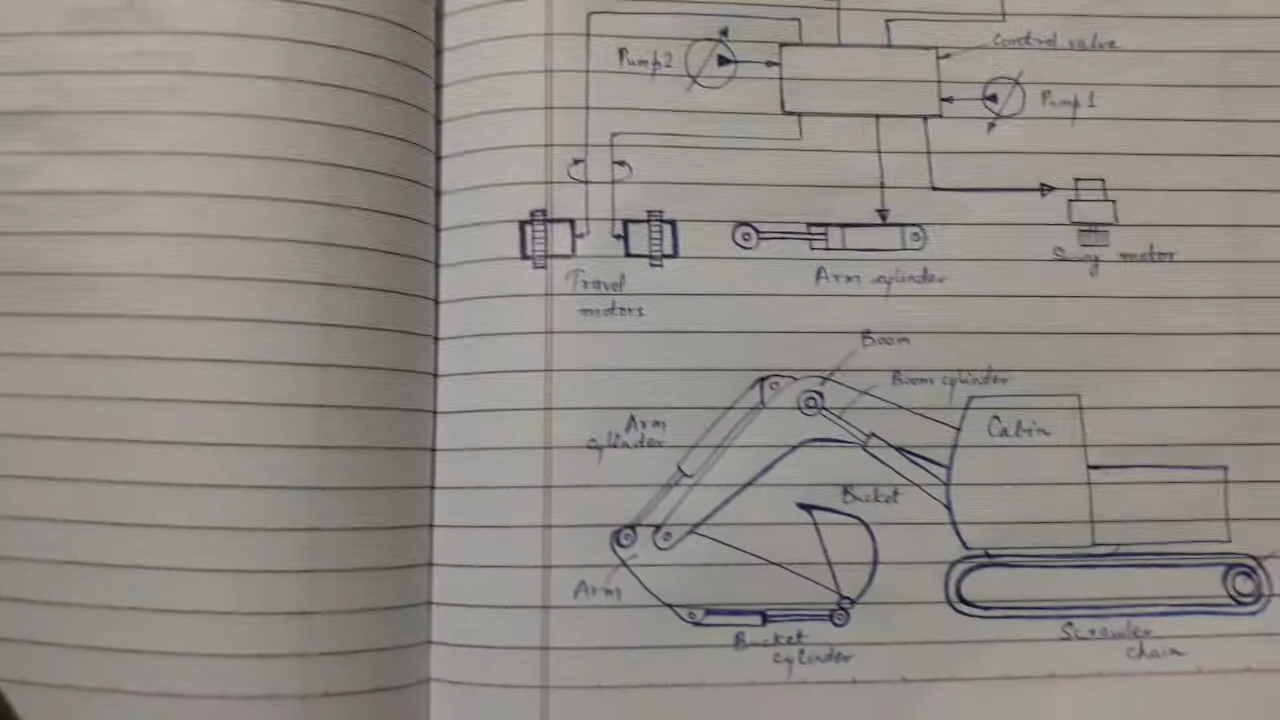 Control valve
Pump 2
Pump 1
Swing motor
Arm cylinder
Travel
motors
Boom
Boom cylinder
Arm
cylinder
Cabin
Bucket
Arm
Scrawler
chain
Bucket
cylinder